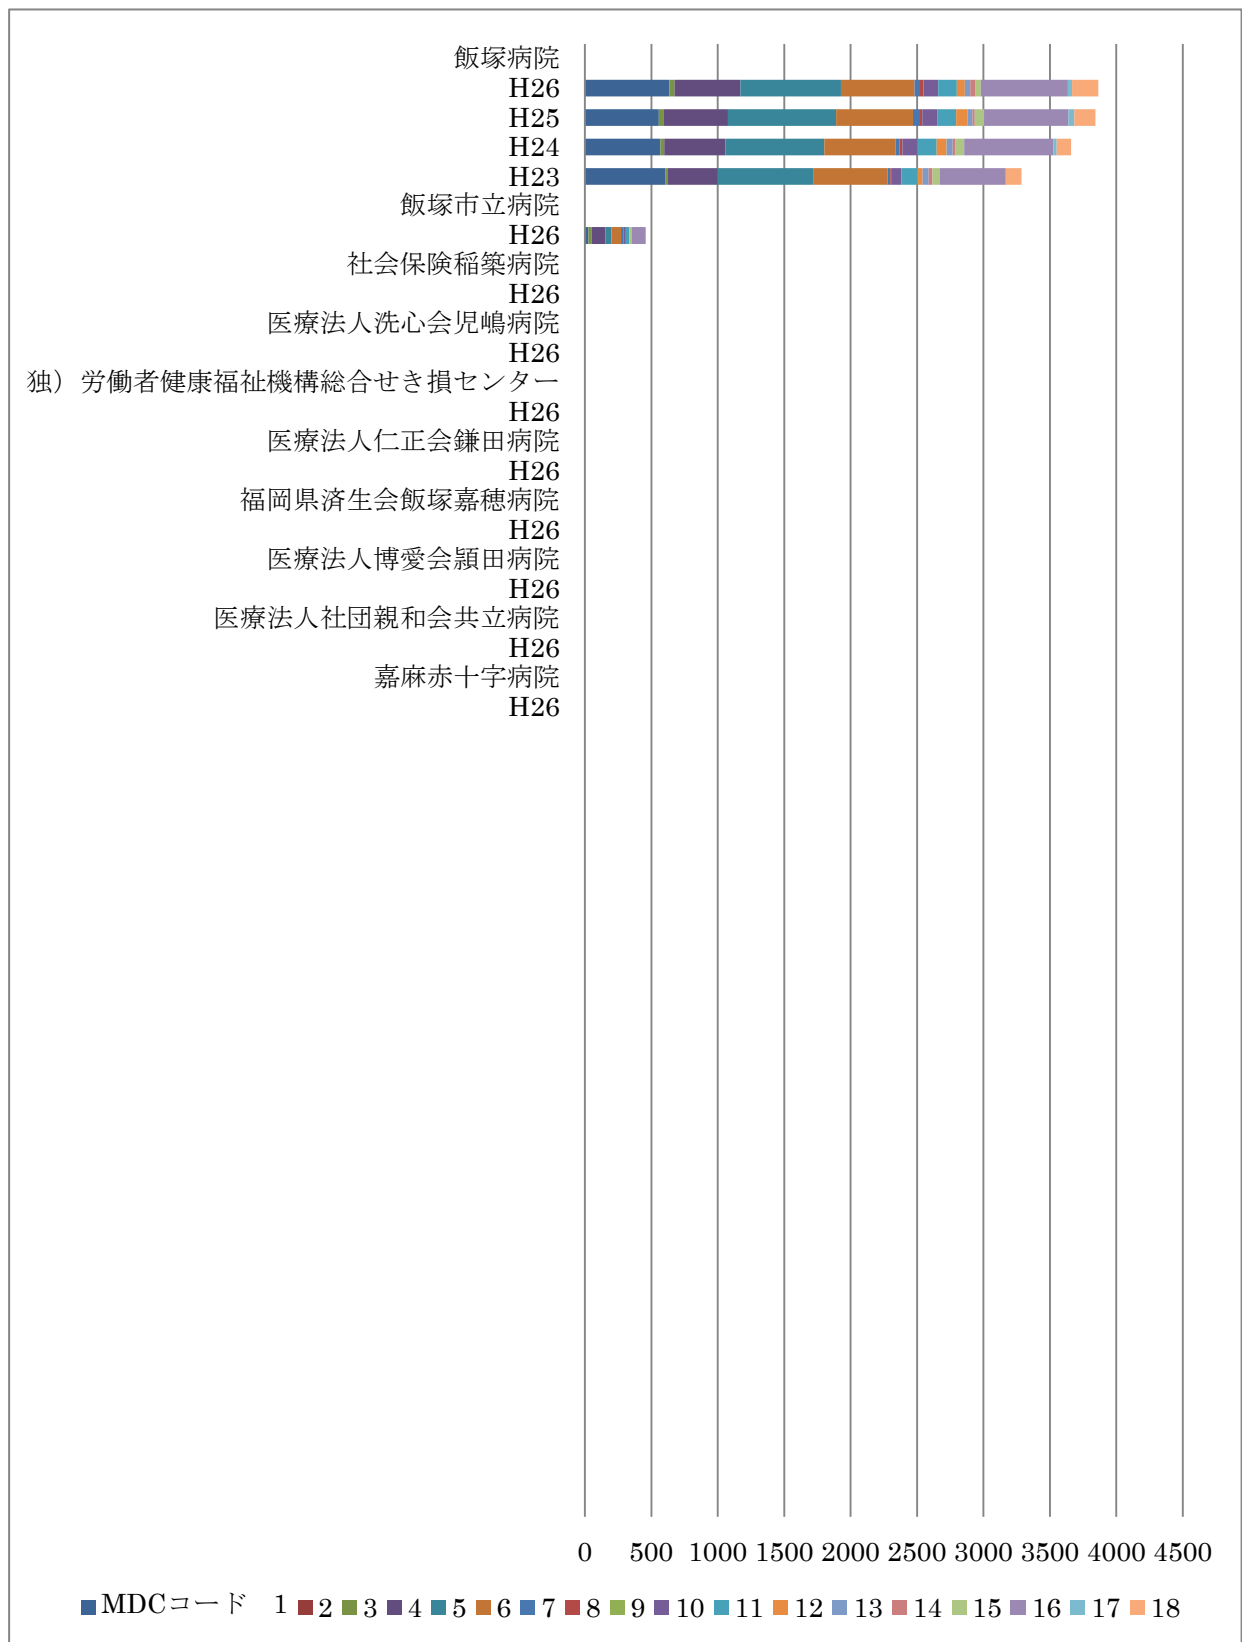 飯塚病院
H26
H25
H24
H23
飯塚市立病院
H26
社会保険稲築病院
H26
医療法人洗心会児嶋病院
H26
独）労働者健康福祉機構総合せき損センター
H26
医療法人仁正会鎌田病院
H26
福岡県済生会飯塚嘉穂病院
H26
医療法人博愛会頴田病院
H26
医療法人社団親和会共立病院
H26
嘉麻赤十字病院
H26
0 500 1000 1500 2000 2500 3000 3500 4000 4500
MDCコード　1 2 3 4 5 6 7 8 9 10 11 12 13 14 15 16 17 18